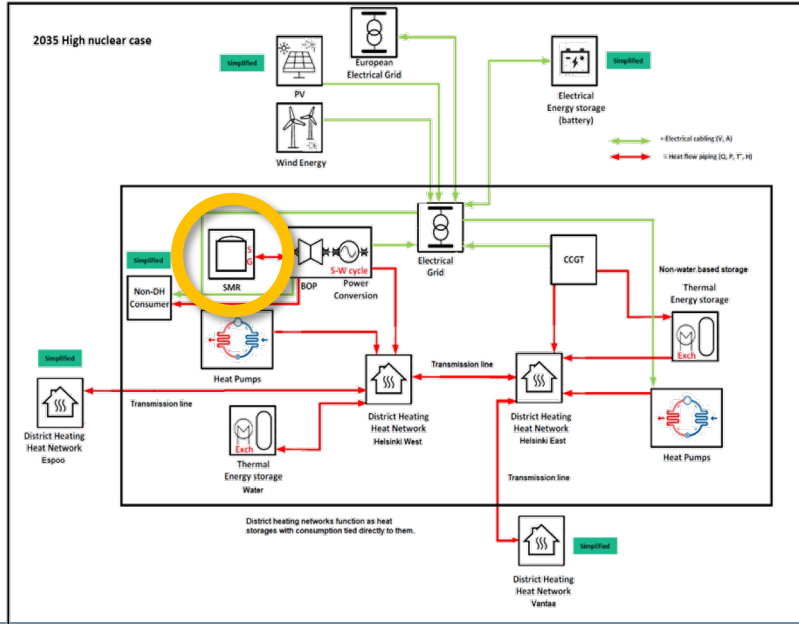 2035 High nuclear case
Simplified
PV
European
Electrical Grid
Simplified
Electrical
Energy storage
(battery)
Wind Energy
= Electrical cabling (V, A)
Electrical
Grid
Simplified
S
G
SMR
BOP
S-W cycle
Power
Conversion
CCGT
Non-water based storage
Thermal
Energy storage
Exch
Non-DH
Consumer
Heat Pumps
Simplified
Transmission line
District Heating
Heat Network
Espoo
Transmission line
District Heating
Heat Network
Helsinki West
District Heating
Heat Network
Helsinki East
Heat Pumps
Exch
Thermal
Energy storage
Water
Transmission line
District heating networks function as heat
storages with consumption tied directly to them.
Simplified
District Heating
Heat Network
Vantaa